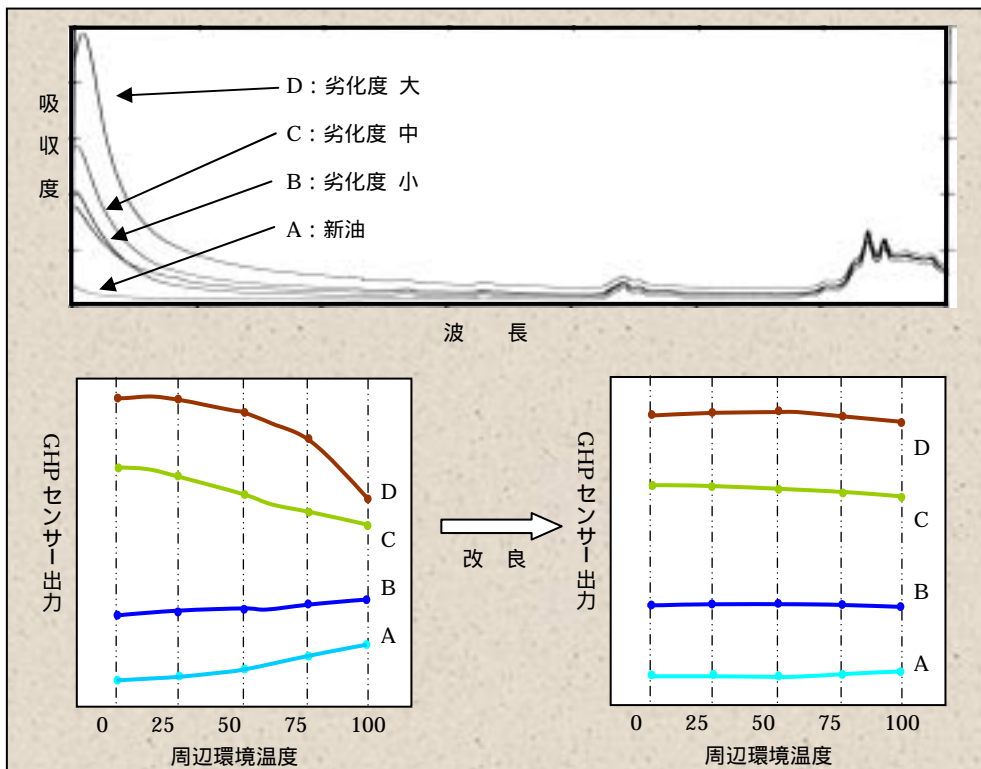 吸収度
D：劣化度 大
C：劣化度 中
B：劣化度 小
A：新油
波 長
GHPセンサー出力
D
C
B
A
0 25 50 75 100
周辺環境温度
改 良
GHPセンサー出力
D
C
B
A
0 25 50 75 100
周辺環境温度